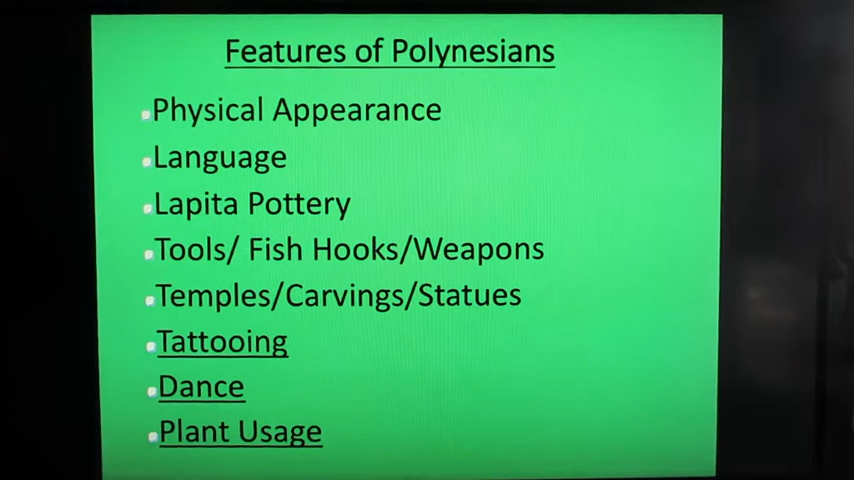 Features of Polynesians
Physical Appearance
Language
Lapita Pottery
Tools/ Fish Hooks/Weapons
Temples/Carvings/Statues
Tattooing
Dance
Plant Usage